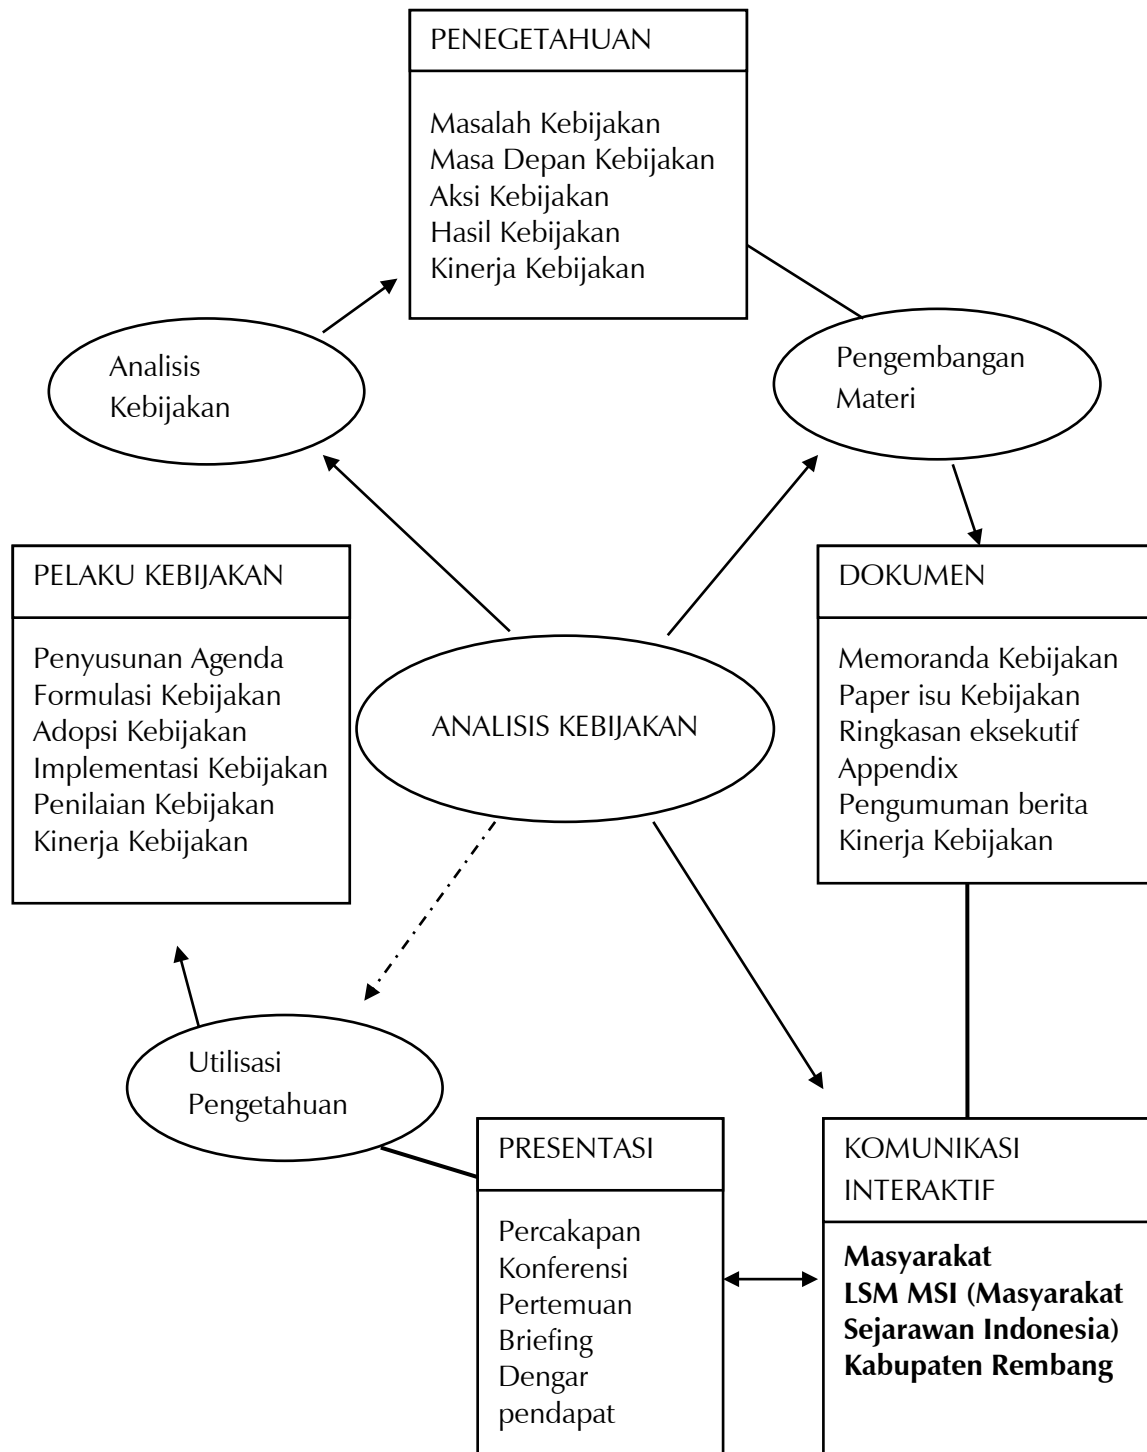 PENEGETAHUAN
Masalah Kebijakan
Masa Depan Kebijakan
Aksi Kebijakan
Hasil Kebijakan
Kinerja Kebijakan
Analisis
Kebijakan
Pengembangan
Materi
PELAKU KEBIJAKAN
Penyusunan Agenda
Formulasi Kebijakan
Adopsi Kebijakan
Implementasi Kebijakan
Penilaian Kebijakan
Kinerja Kebijakan
ANALISIS KEBIJAKAN
DOKUMEN
Memoranda Kebijakan
Paper isu Kebijakan
Ringkasan eksekutif
Appendix
Pengumuman berita
Kinerja Kebijakan
Utilisasi
Pengetahuan
PRESENTASI
Percakapan
Konferensi
Pertemuan
Briefing
Dengar
pendapat
KOMUNIKASI
INTERAKTIF
Masyarakat
LSM MSI (Masyarakat
Sejarawan Indonesia)
Kabupaten Rembang